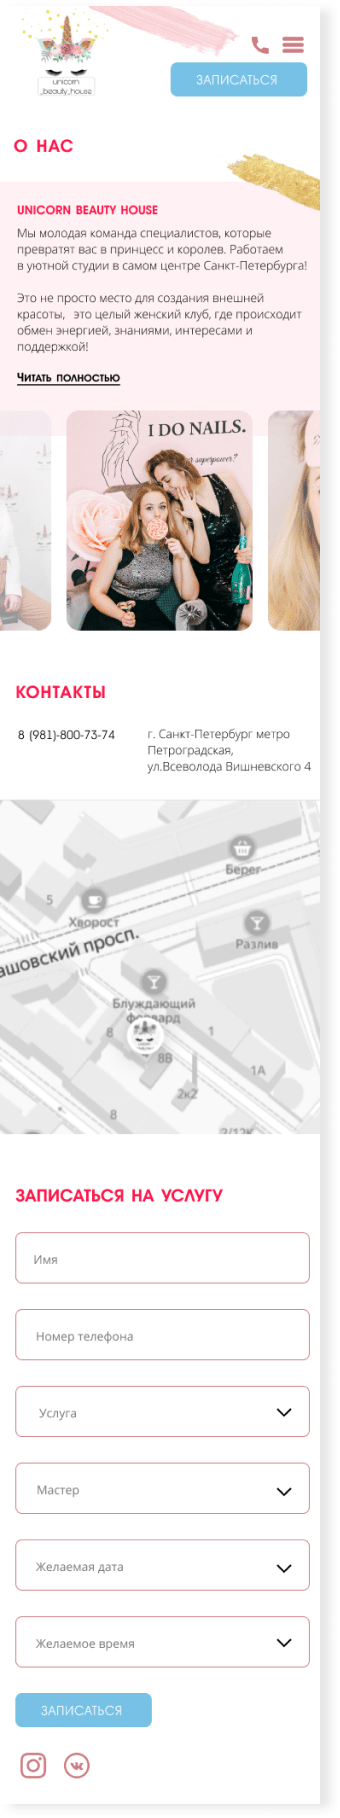 unicorn
_beauty_house
ЗАПИСАТЬСЯ
О НАС
UNICORN BEAUTY HOUSE
Мы молодая команда специалистов, которые
превратят вас в принцесс и королев. Работаем
в уютной студии в самом центре Санкт-Петербурга!
Это не просто место для создания внешней
красоты, это целый женский клуб, где происходит
обмен энергией, знаниями, интересами и
поддержкой!
Читать полностью
I DO NAILS.
superpower?
КОНТАКТЫ
8 (981)-800-73-74
г. Санкт-Петербург метро
Петроградская,
ул.Всеволода Вишневского 4
Берег
5
Хворост
Разлив
ашовский просп.
Блуждающий
форвард
8
1
8В
1А
2к2
8
2/12К
ЗАПИСАТЬСЯ НА УСЛУГУ
Имя
Номер телефона
Услуга
Мастер
Желаемая дата
Желаемое время
ЗАПИСАТЬСЯ